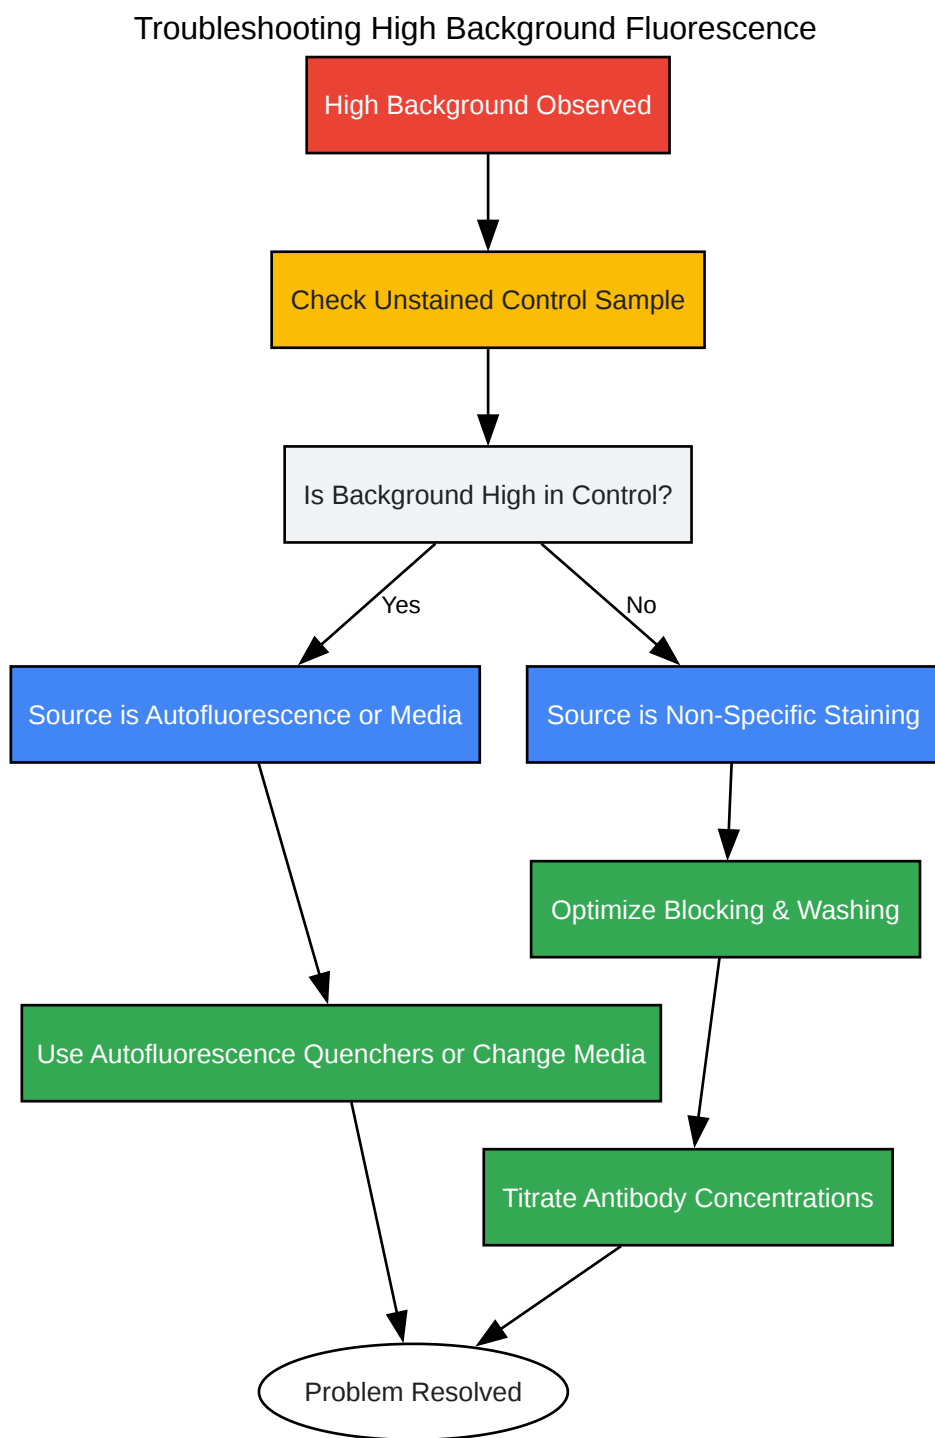 Troubleshooting High Background Fluorescence
High Background Observed
Check Unstained Control Sample
Is Background High in Control?
Yes
No
Source is Autofluorescence or Media
Source is Non-Specific Staining
Optimize Blocking & Washing
Use Autofluorescence Quenchers or Change Media
Titrate Antibody Concentrations
Problem Resolved